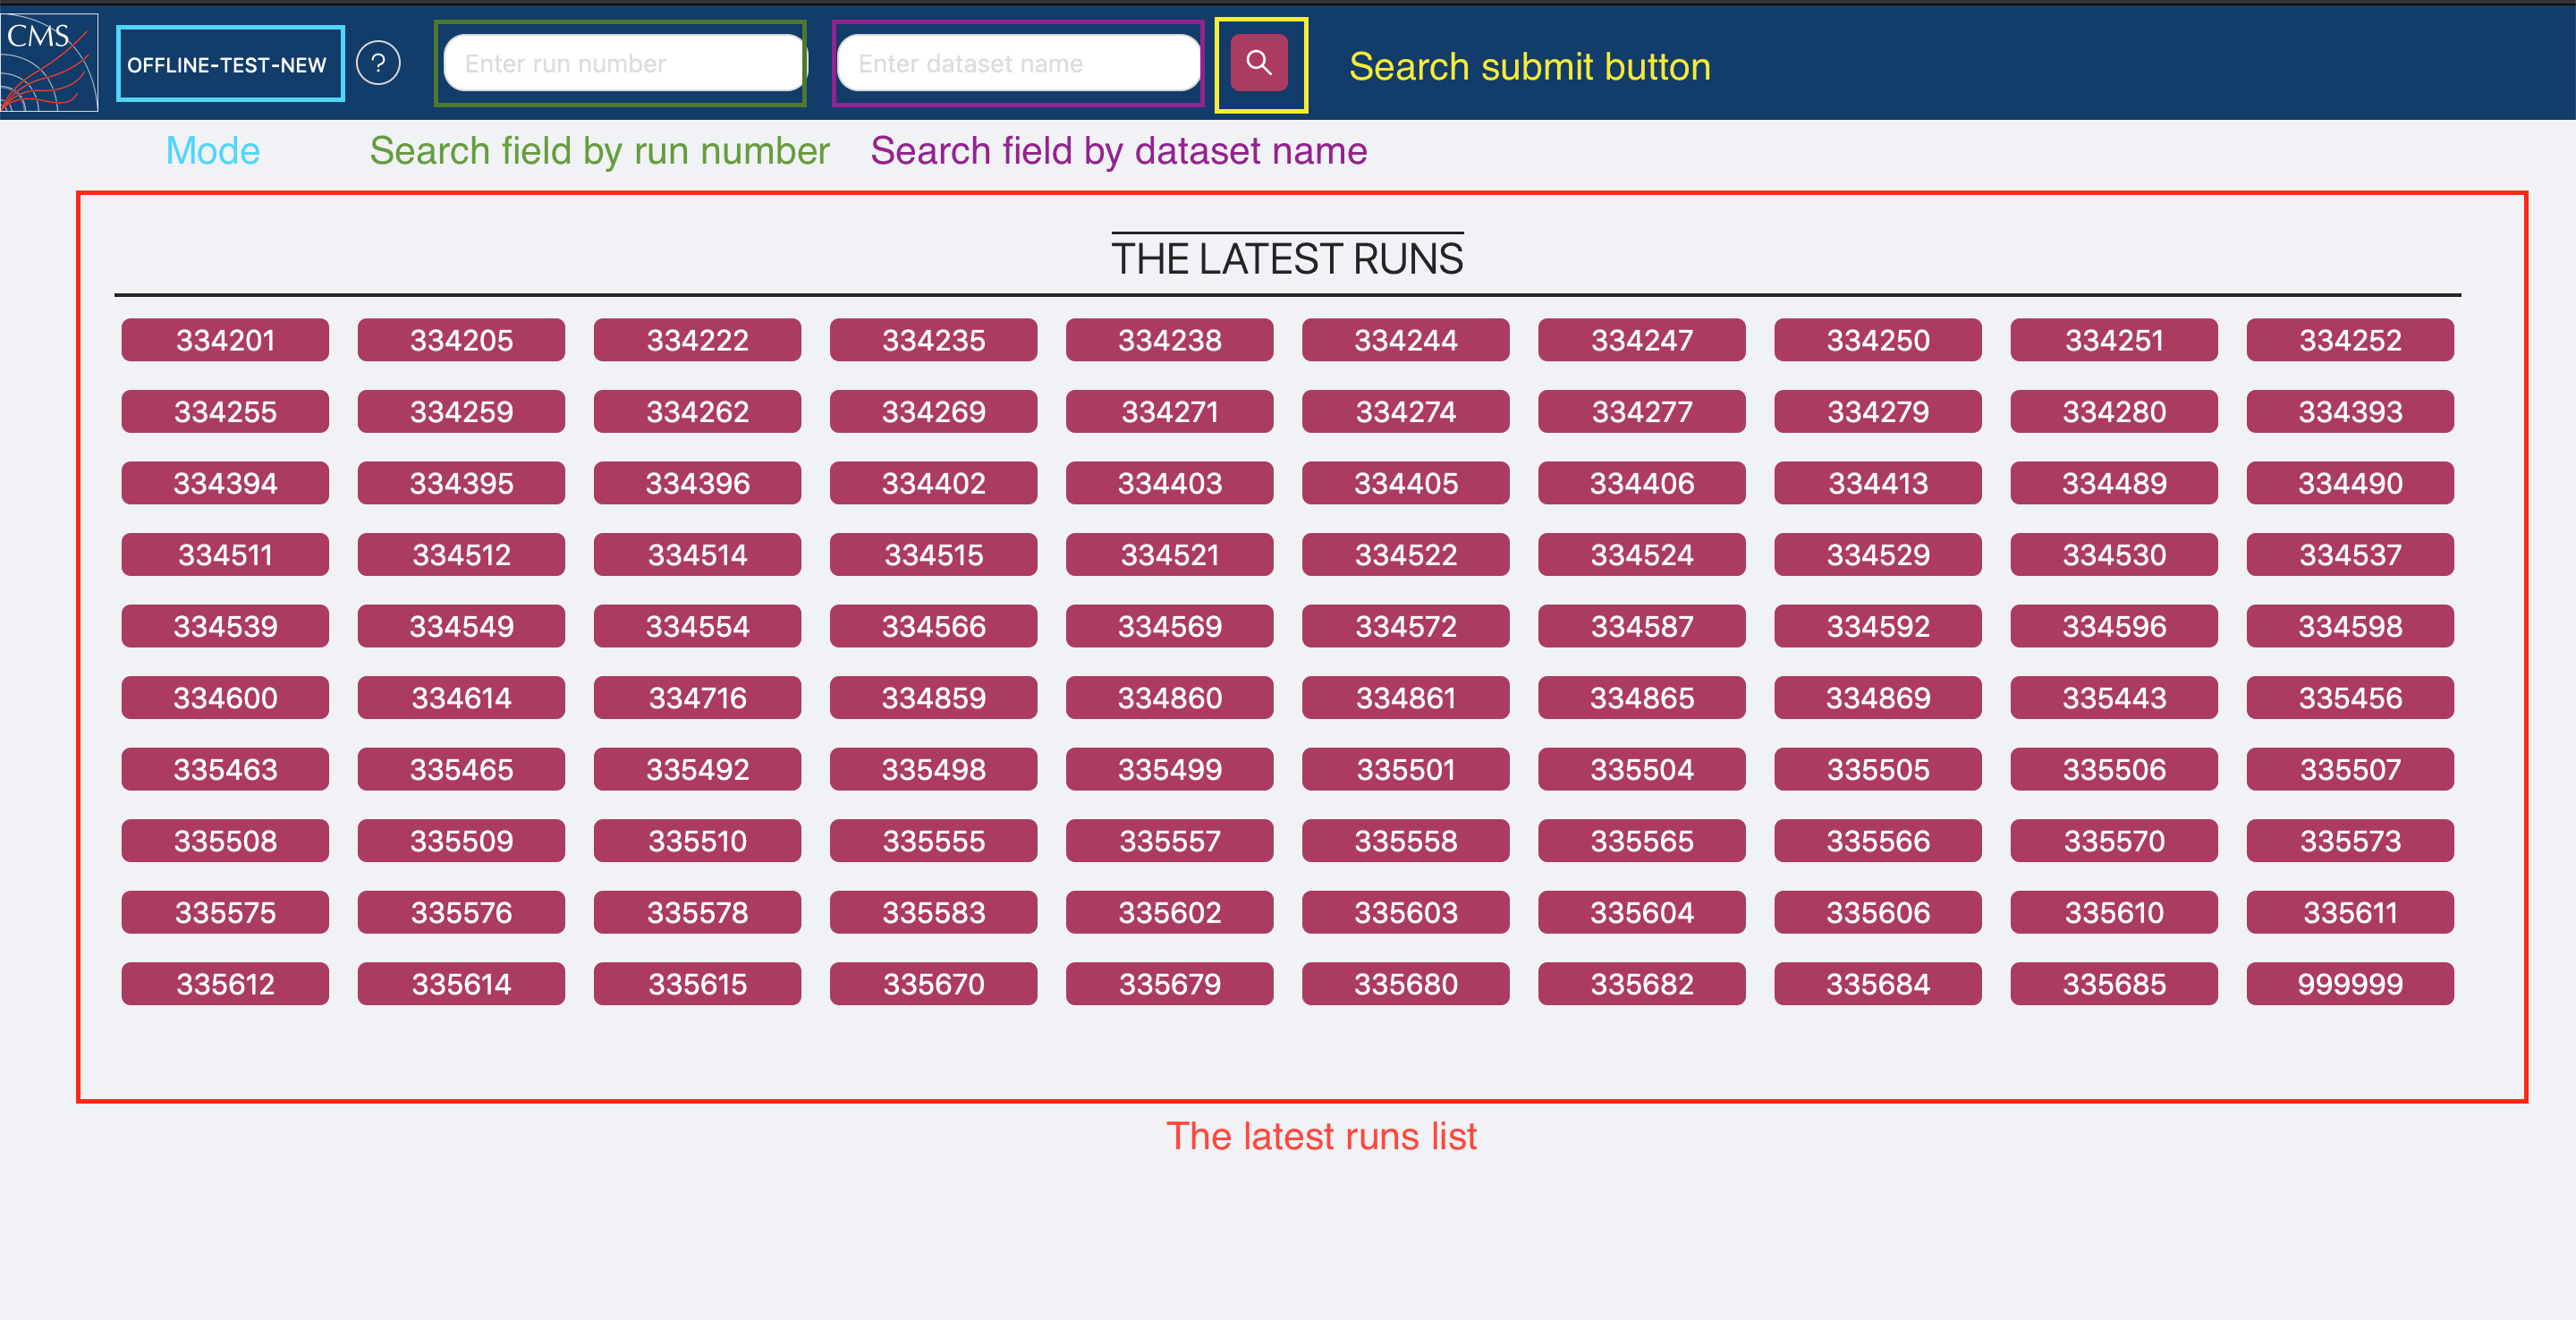 CMS
OFFLINE-TEST-NEW ? Enter run number Enter dataset name Search submit button
Mode Search field by run number Search field by dataset name
THE LATEST RUNS
334201 334205 334222 334235 334238 334244 334247 334250 334251 334252
334255 334259 334262 334269 334271 334274 334277 334279 334280 334393
334394 334395 334396 334402 334403 334405 334406 334413 334489 334490
334511 334512 334514 334515 334521 334522 334524 334529 334530 334537
334539 334549 334554 334566 334569 334572 334587 334592 334596 334598
334600 334614 334716 334859 334860 334861 334865 334869 335443 335456
335463 335465 335492 335498 335499 335501 335504 335505 335506 335507
335508 335509 335510 335555 335557 335558 335565 335566 335570 335573
335575 335576 335578 335583 335602 335603 335604 335606 335610 335611
335612 335614 335615 335670 335679 335680 335682 335684 335685 999999
The latest runs list